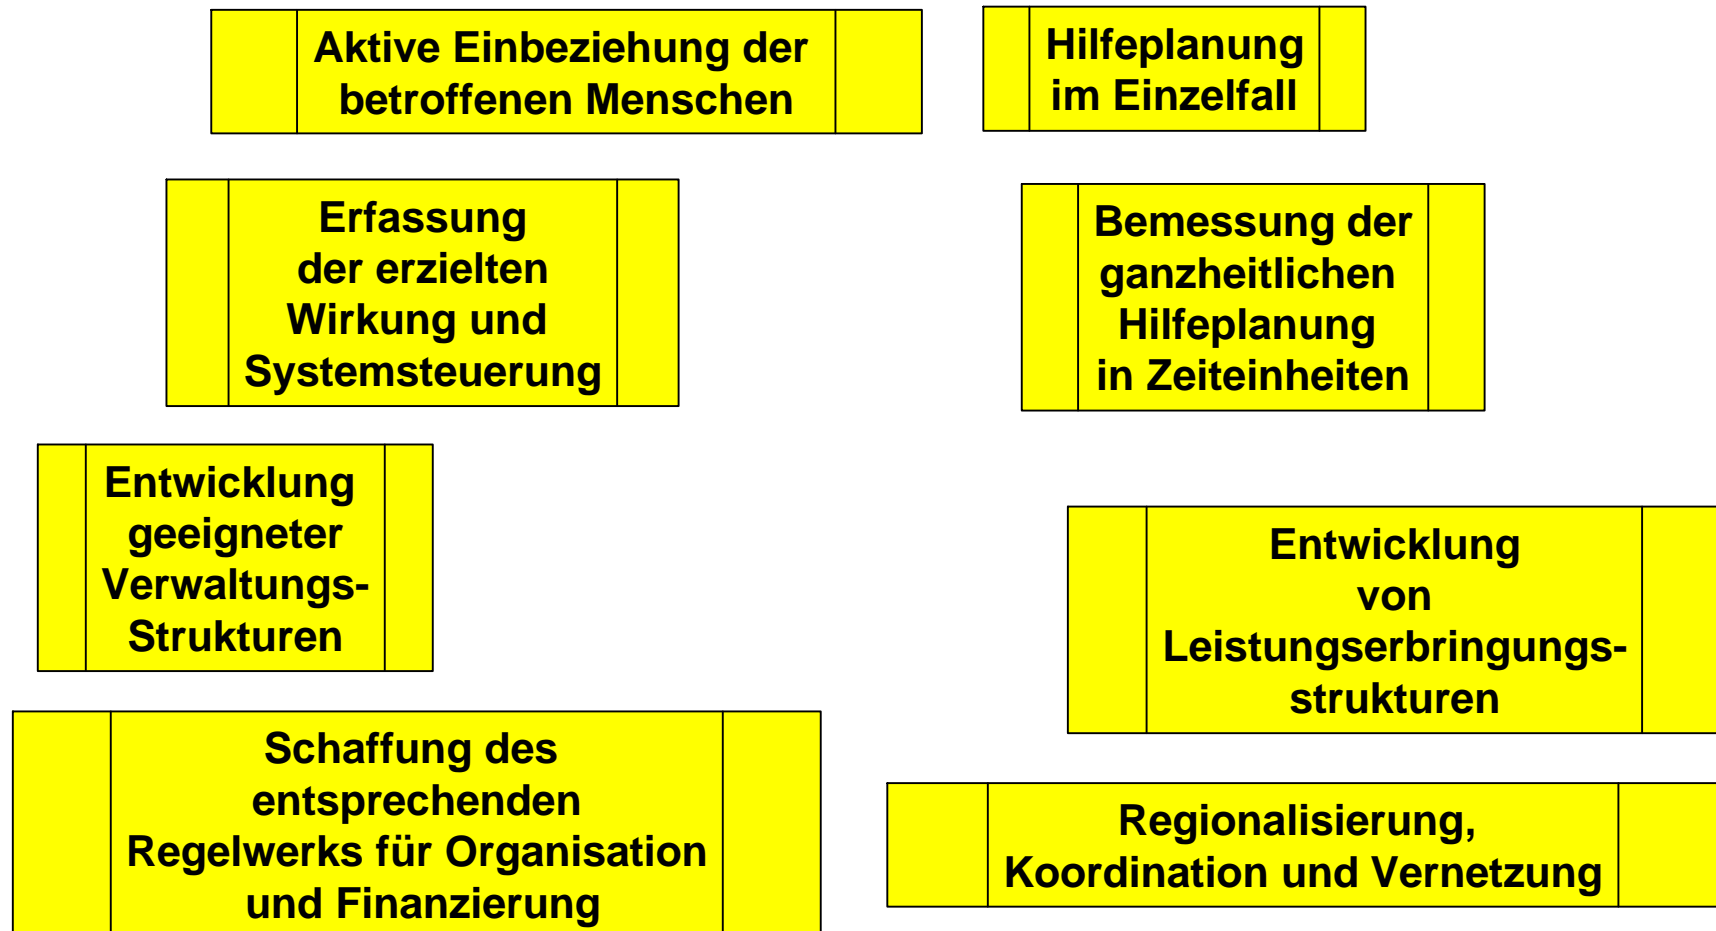 Aktive Einbeziehung der
betroffenen Menschen
Hilfeplanung
im Einzelfall
Erfassung
der erzielten
Wirkung und
Systemsteuerung
Bemessung der
ganzheitlichen
Hilfeplanung
in Zeiteinheiten
Entwicklung
geeigneter
Verwaltungs-
Strukturen
Entwicklung
von
Leistungserbringungs-
strukturen
Schaffung des
entsprechenden
Regelwerks für Organisation
und Finanzierung
Regionalisierung,
Koordination und Vernetzung